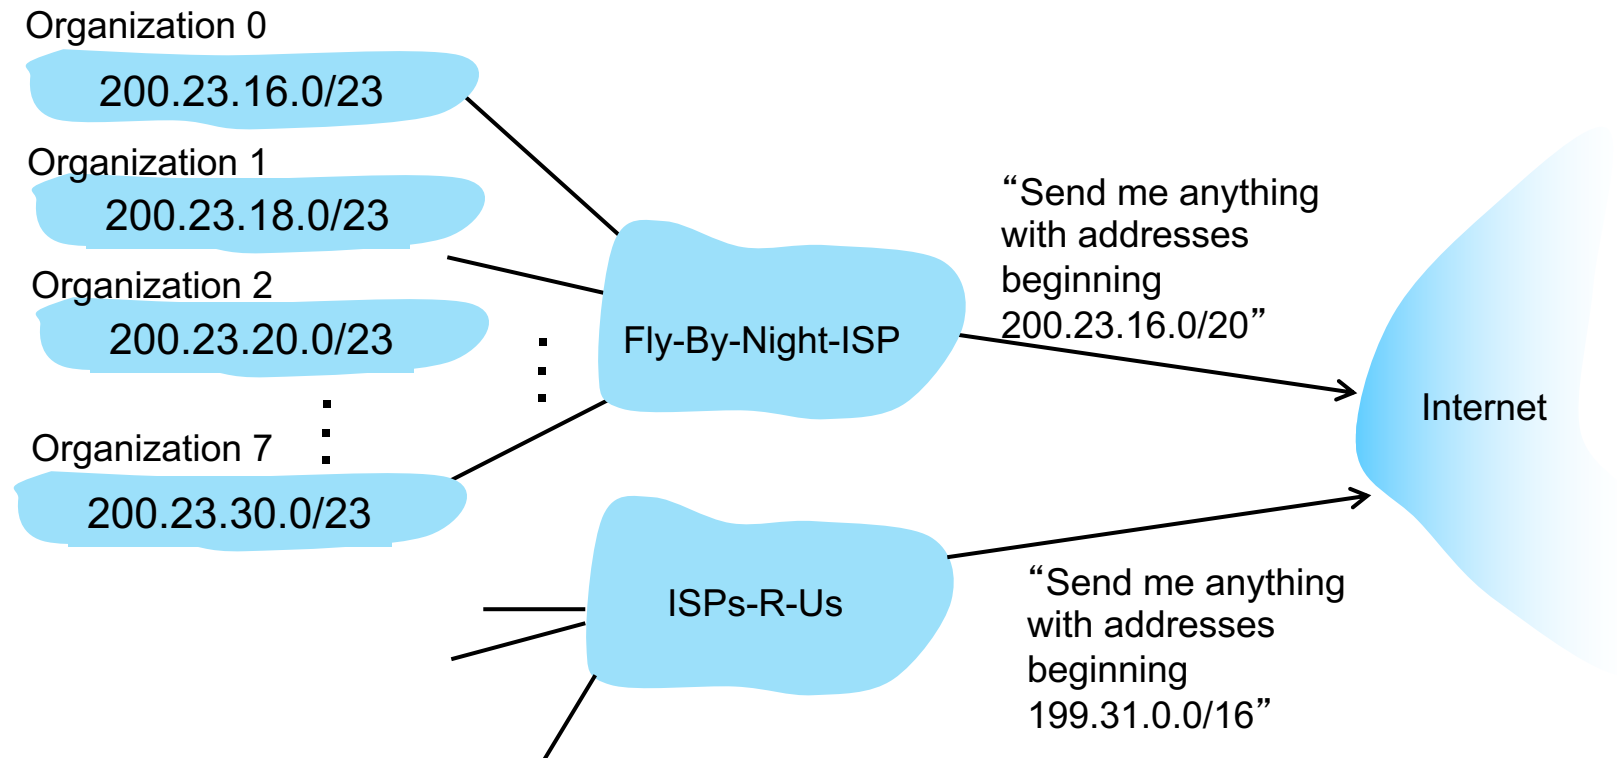 Organization 0
200.23.16.0/23
Organization 1
200.23.18.0/23
Organization 2
200.23.20.0/23
Organization 7
200.23.30.0/23
Fly-By-Night-ISP
“Send me anything
with addresses
beginning
200.23.16.0/20”
Internet
ISPs-R-Us
“Send me anything
with addresses
beginning
199.31.0.0/16”